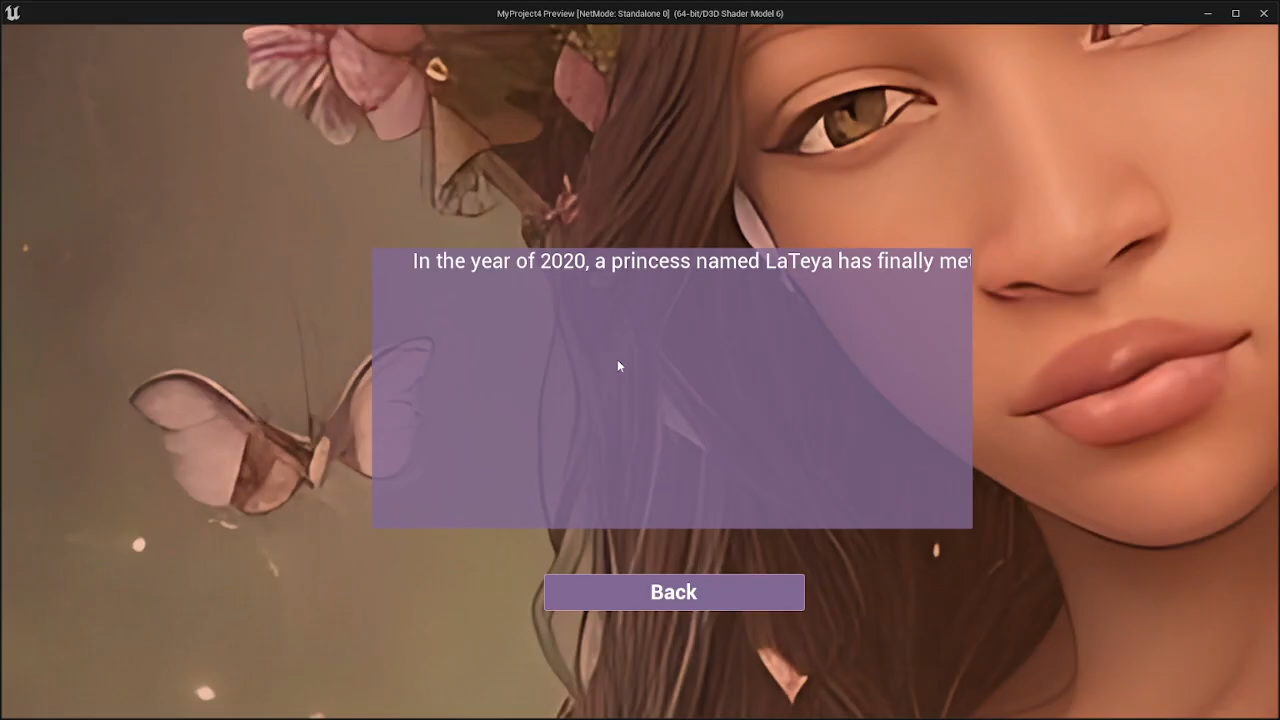 MyProject4 Preview [NetMode: Standalone 0] (64-bit/D3D Shader Model 6)
In the year of 2020, a princess named LaTeya has finally met
Back